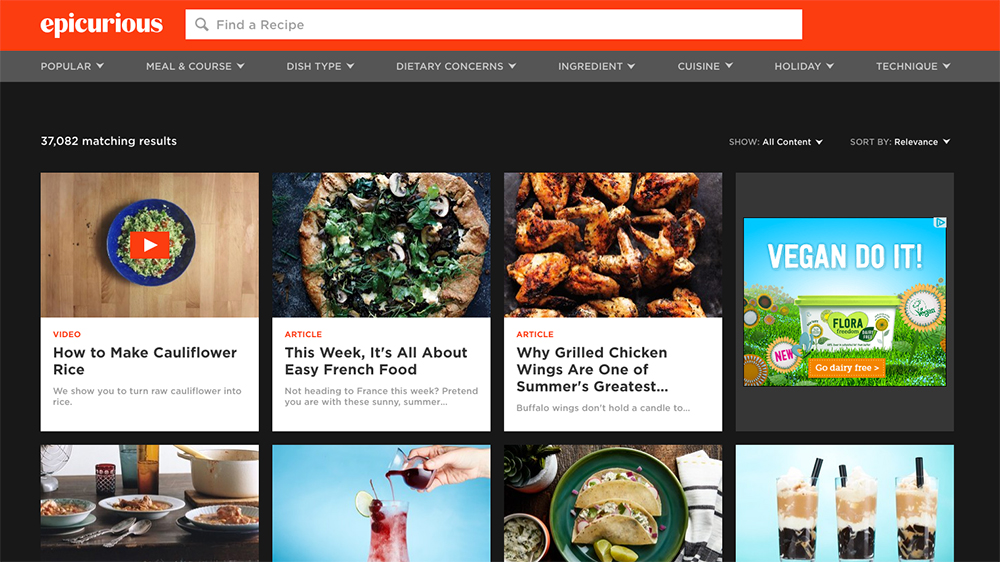 epicurious
Find a Recipe
POPULAR MEAL & COURSE DISH TYPE DIETARY CONCERNS INGREDIENT CUISINE HOLIDAY TECHNIQUE
37,082 matching results
SHOW: All Content SORT BY: Relevance
VIDEO
How to Make Cauliflower
Rice
We show you to turn raw cauliflower into
rice.
ARTICLE
This Week, It's All About
Easy French Food
Not heading to France this week? Pretend
you are with these sunny, summer...
ARTICLE
Why Grilled Chicken
Wings Are One of
Summer's Greatest...
Buffalo wings don't hold a candle to...
VEGAN DO IT!
FLORA
freedom
DAIRY FREE
Vegan
NEW
Go dairy free >